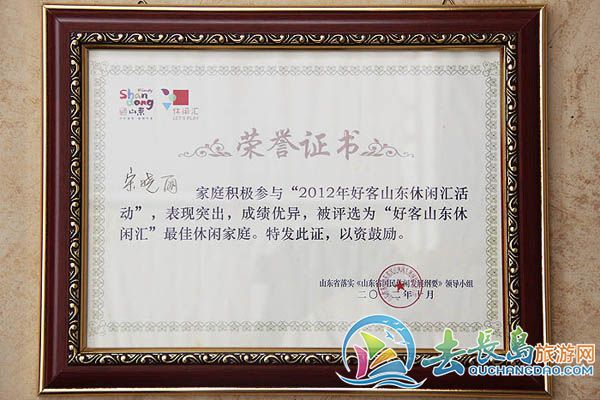 Friendly
Shandong
好客山东
休闲汇
LET'S PLAY
荣誉证书
宋晓丽
家庭积极参与“2012年好客山东休闲汇活
动”，表现突出，成绩优异，被评选为“好客山东休
闲汇”最佳休闲家庭。特发此证，以资鼓励。
山东省落实《山东省国民休闲发展纲要》领导小组
二〇一二年十月
去长岛旅游网
QUCHANGDAO.COM